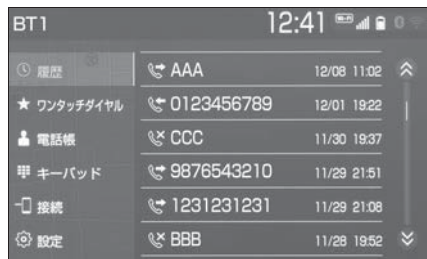 BT1 12:41 Wi-Fi
履歴 AAA 12/08 11:02
ワンタッチダイヤル 0123456789 12/01 19:22
電話帳 CCC 11/30 19:37
キーパッド 9876543210 11/29 21:51
接続 1231231231 11/29 21:08
設定 BBB 11/28 19:52